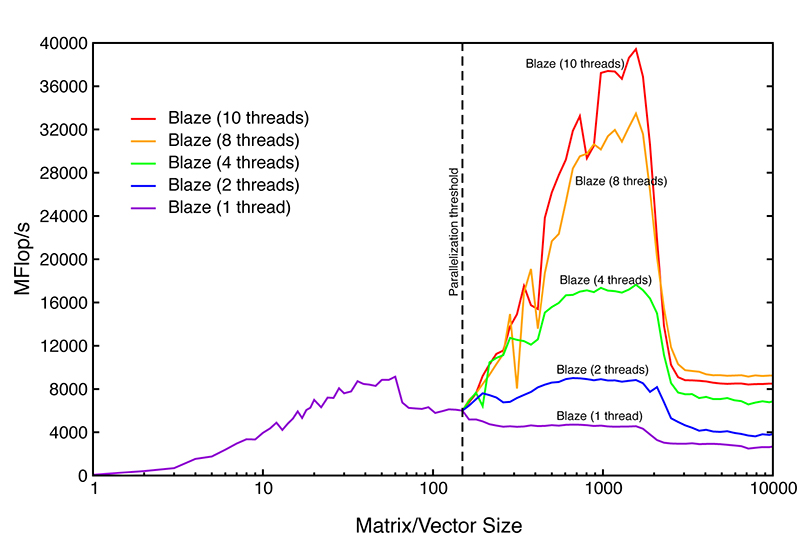 40000
36000
32000
28000
24000
20000
16000
12000
8000
4000
0
MFlop/s
Blaze (10 threads)
Blaze (8 threads)
Blaze (4 threads)
Blaze (2 threads)
Blaze (1 thread)
Parallelization threshold
Blaze (10 threads)
Blaze (8 threads)
Blaze (4 threads)
Blaze (2 threads)
Blaze (1 thread)
1
10
100
1000
10000
Matrix/Vector Size